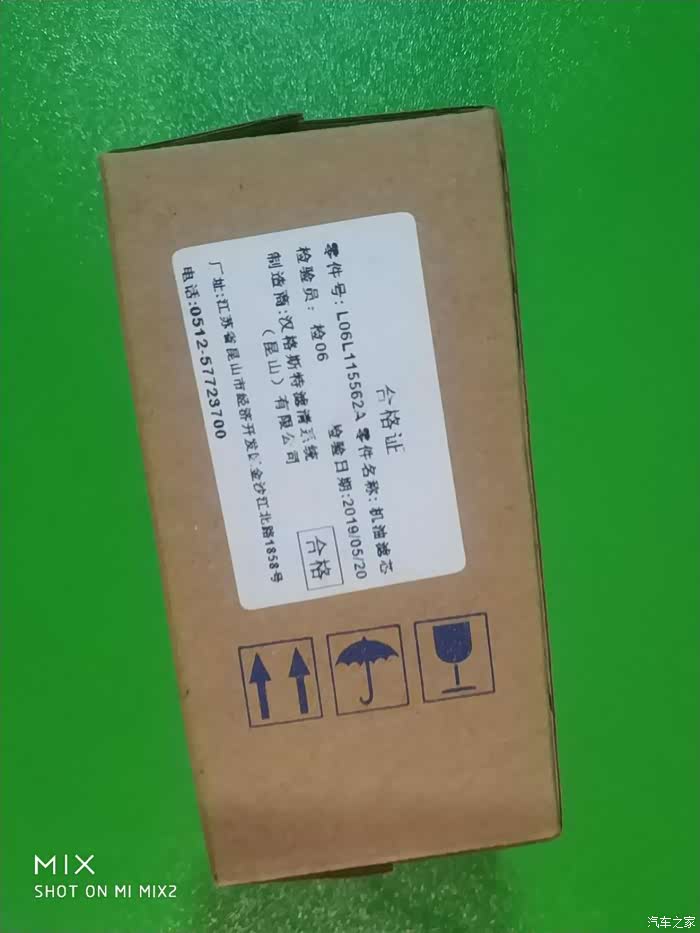 合格证
零件号: L06L115562A 零件名称: 机油滤芯
检验员: 检06 检验日期:2019/05/20
制造商:汉格斯特滤清系统
(昆山)有限公司
合格
厂址:江苏省昆山市经济开发区金沙江北路1858号
电话:0512-57723700
MIX
SHOT ON MI MIX2
汽车之家